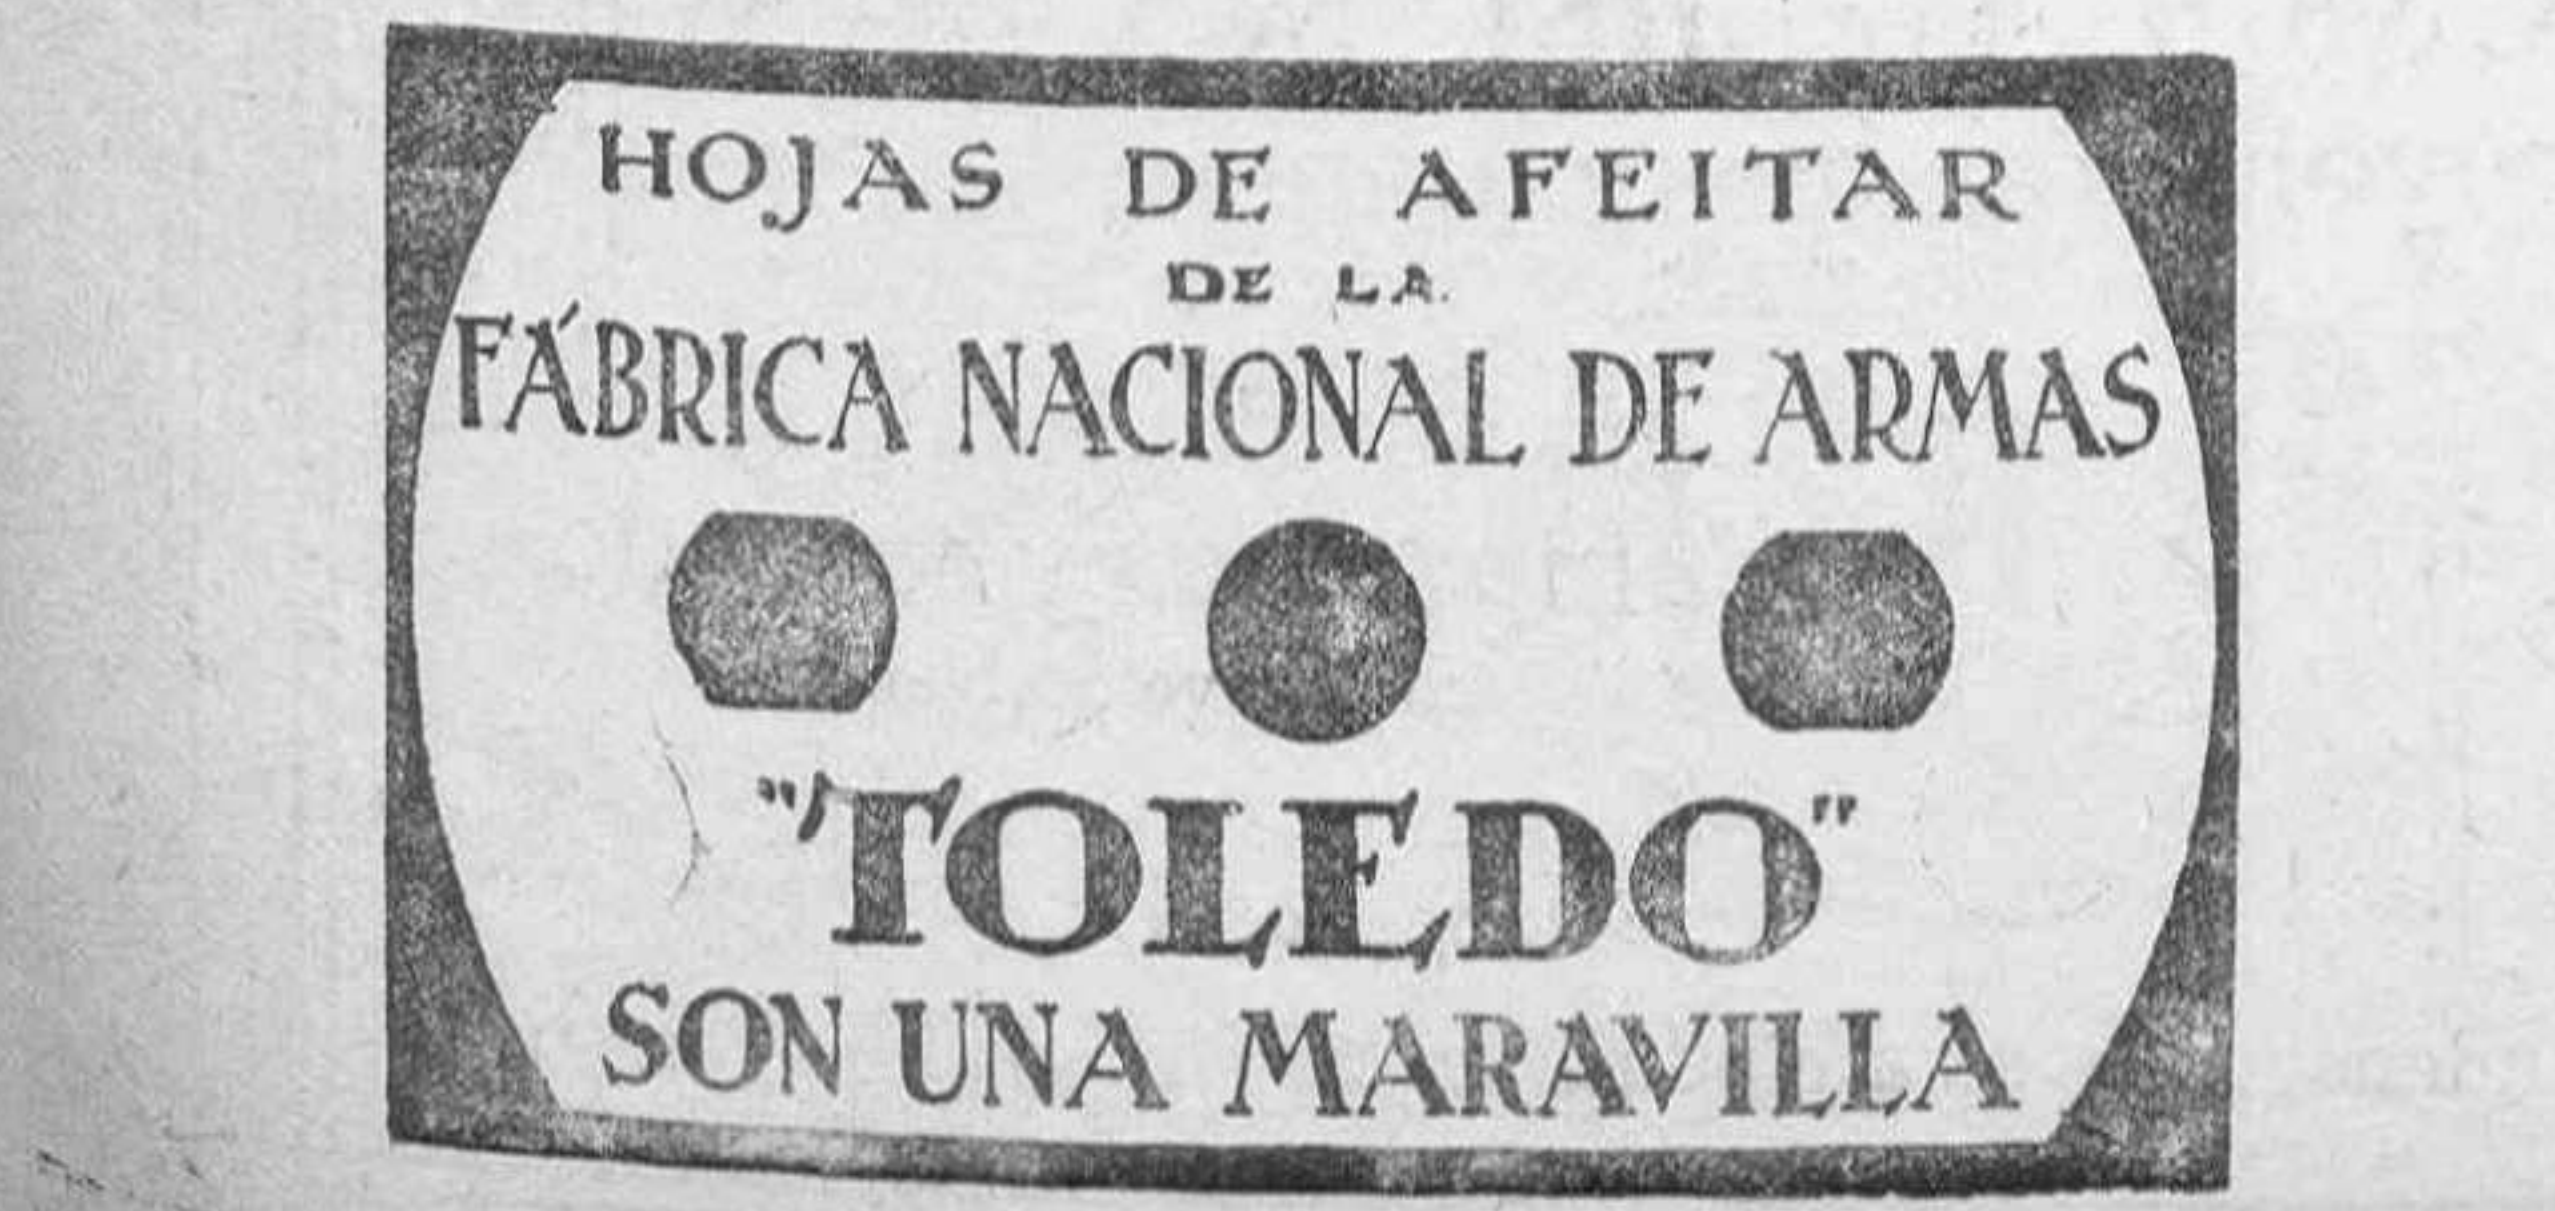 HOJAS DE AFEITAR
DE LA
FÁBRICA NACIONAL DE ARMAS
"TOLEDO"
SON UNA MARAVILLA